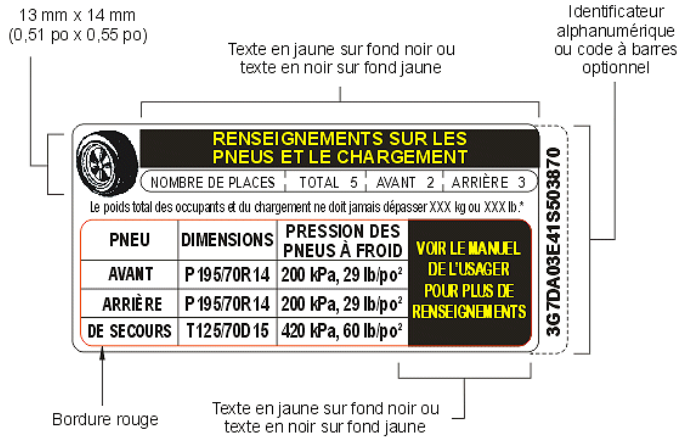 13 mm x 14 mm
(0,51 po x 0,55 po)
Texte en jaune sur fond noir ou
texte en noir sur fond jaune
Identificateur
alphanumérique
ou code à barres
optionnel
RENSEIGNEMENTS SUR LES
PNEUS ET LE CHARGEMENT
NOMBRE DE PLACES TOTAL 5 AVANT 2 ARRIÈRE 3
Le poids total des occupants et du chargement ne doit jamais dépasser XXX kg ou XXX lb.*
PNEU DIMENSIONS PRESSION DES
PNEUS À FROID
AVANT P195/70R14 200 kPa, 29 lb/po²
ARRIÈRE P195/70R14 200 kPa, 29 lb/po²
DE SECOURS T125/70D15 420 kPa, 60 lb/po²
VOIR LE MANUEL
DE L'USAGER
POUR PLUS DE
RENSEIGNEMENTS
3G7DA03E41S503870
Bordure rouge
Texte en jaune sur fond noir ou
texte en noir sur fond jaune